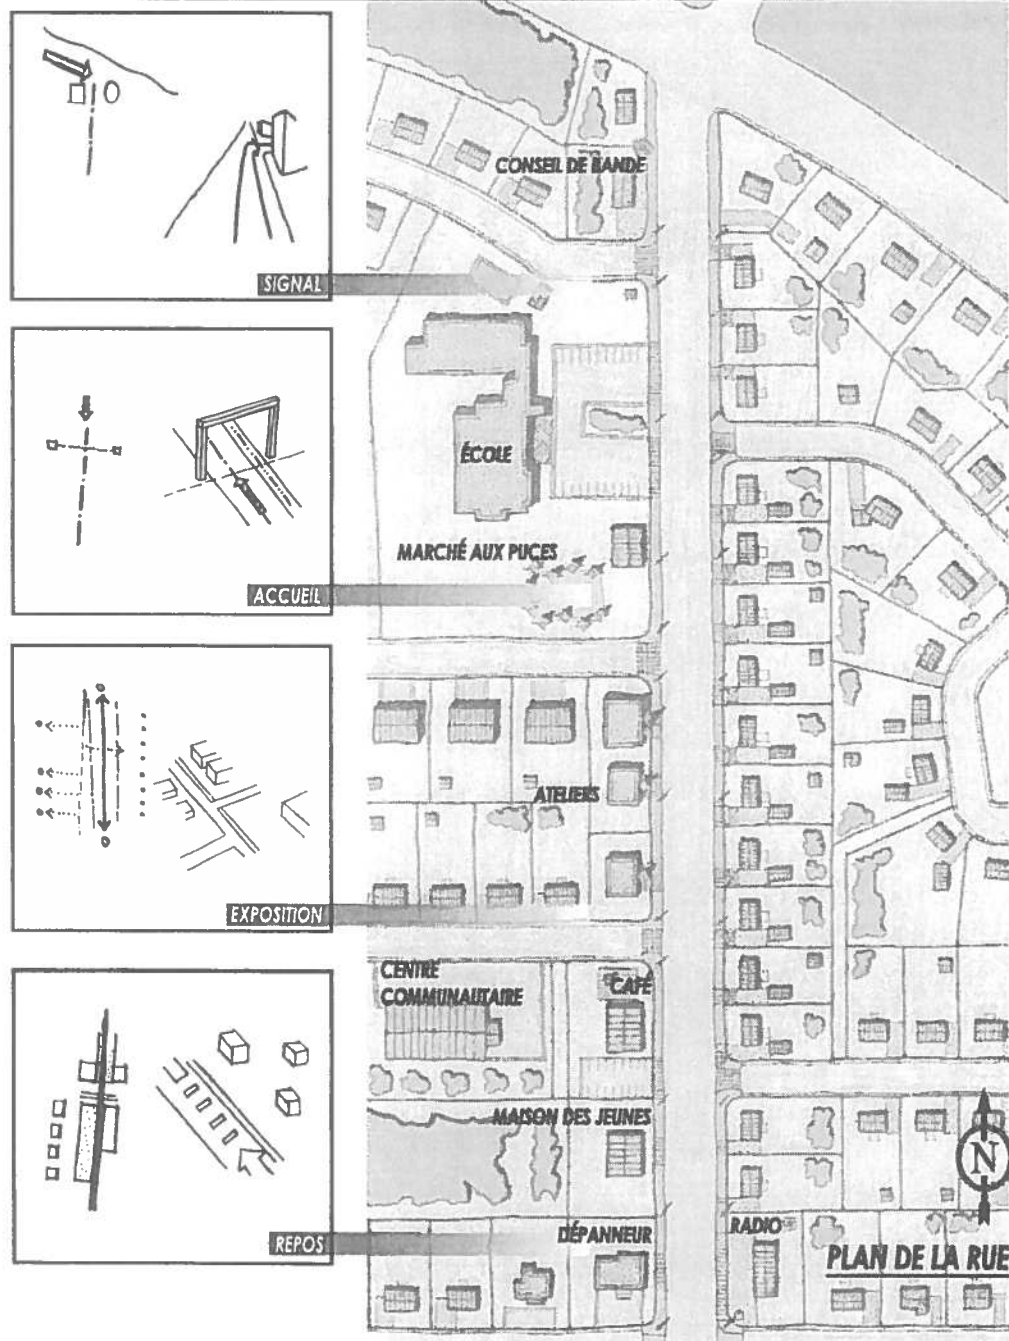 CONSEIL DE BANDE
SIGNAL
ÉCOLE
MARCHÉ AUX PUCES
ACCUEIL
ATELIERS
EXPOSITION
CENTRE
COMMUNAUTAIRE
CAFÉ
MAISON DES JEUNES
N
DÉPANNEUR
RADIO
REPOS
PLAN DE LA RUE